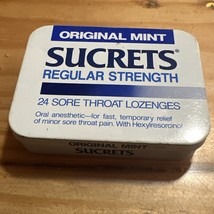 ORIGINAL MINT
SUCRETS®
REGULAR STRENGTH
24 SORE THROAT LOZENGES
Oral anesthetic—for fast, temporary relief
of minor sore throat pain. With Hexylresorcinol
ORIGINAL MINT
SUCRETS